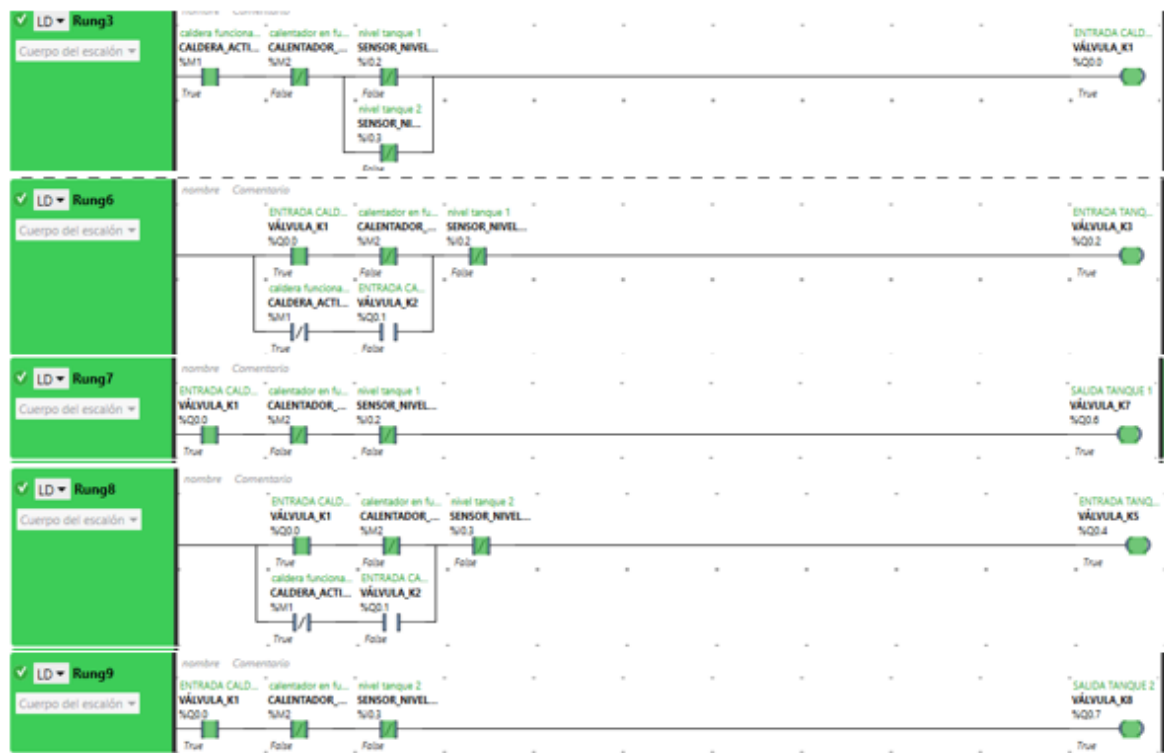 nombre Comentario
LD Rung3
Cuerpo del escalón
caldera funciona... calentador en fu... nivel tanque 1 ENTRADA CALD...
CALDERA_ACTI... CALENTADOR_... SENSOR_NIVEL... VÁLVULA_K1
%M1 %M2 %I0.2 %Q0.0
True False False True
nivel tanque 2
SENSOR_NI...
%I0.3
False
LD Rung6
Cuerpo del escalón
nombre Comentario
ENTRADA CALD... calentador en fu... nivel tanque 1 ENTRADA TANQ...
VÁLVULA_K1 CALENTADOR_... SENSOR_NIVEL... VÁLVULA_K3
%Q0.0 %M2 %I0.2 %Q0.2
True False False True
caldera funciona... ENTRADA CA...
CALDERA_ACTI... VÁLVULA_K2
%M1 %Q0.1
True False
LD Rung7
Cuerpo del escalón
nombre Comentario
ENTRADA CALD... calentador en fu... nivel tanque 1 SALIDA TANQUE 1
VÁLVULA_K1 CALENTADOR_... SENSOR_NIVEL... VÁLVULA_K7
%Q0.0 %M2 %I0.2 %Q0.6
True False False True
LD Rung8
Cuerpo del escalón
nombre Comentario
ENTRADA CALD... calentador en fu... nivel tanque 2 ENTRADA TANQ...
VÁLVULA_K1 CALENTADOR_... SENSOR_NIVEL... VÁLVULA_K5
%Q0.0 %M2 %I0.3 %Q0.4
True False False True
caldera funciona... ENTRADA CA...
CALDERA_ACTI... VÁLVULA_K2
%M1 %Q0.1
True False
LD Rung9
Cuerpo del escalón
nombre Comentario
ENTRADA CALD... calentador en fu... nivel tanque 2 SALIDA TANQUE 2
VÁLVULA_K1 CALENTADOR_... SENSOR_NIVEL... VÁLVULA_K8
%Q0.0 %M2 %I0.3 %Q0.7
True False False True